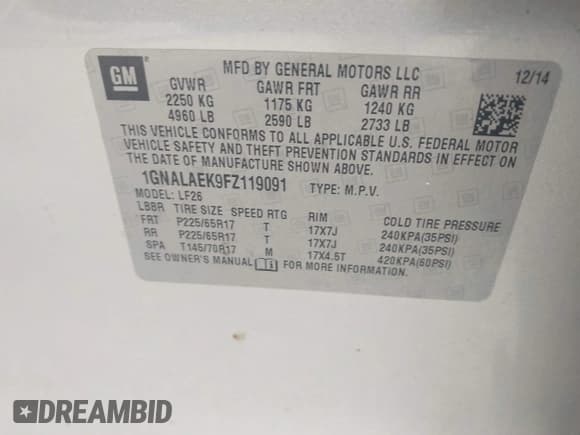 GM
MFD BY GENERAL MOTORS LLC 12/14
GVWR GAWR FRT GAWR RR
2250 KG 1175 KG 1240 KG
4960 LB 2590 LB 2733 LB
THIS VEHICLE CONFORMS TO ALL APPLICABLE U.S. FEDERAL MOTOR
VEHICLE SAFETY AND THEFT PREVENTION STANDARDS IN EFFECT ON
THE DATE OF MANUFACTURE SHOWN ABOVE.
1GNALAEK9FZ119091 TYPE: M.P.V.
MODEL: LF26
LBBR TIRE SIZE SPEED RTG RIM COLD TIRE PRESSURE
FRT P225/65R17 T 17X7J 240KPA(35PSI)
RR P225/65R17 T 17X7J 240KPA(35PSI)
SPA T145/70R17 M 17X4.5T 420KPA(60PSI)
SEE OWNER'S MANUAL FOR MORE INFORMATION.
DREAMBID